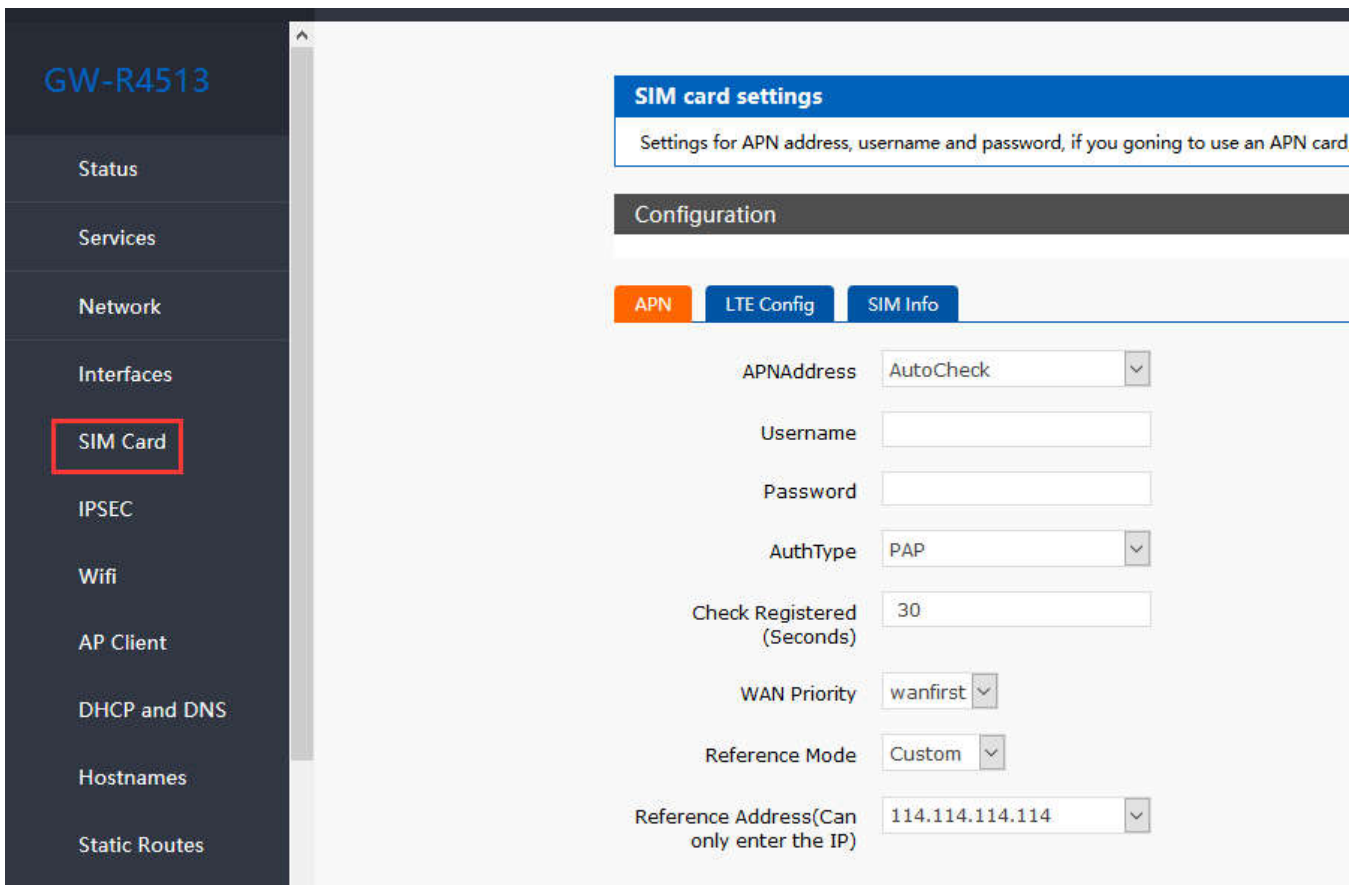 GW-R4513
Status
Services
Network
Interfaces
SIM Card
IPSEC
Wifi
AP Client
DHCP and DNS
Hostnames
Static Routes
SIM card settings
Settings for APN address, username and password, if you goning to use an APN card,
Configuration
APN LTE Config SIM Info
APNAddress AutoCheck
Username
Password
AuthType PAP
Check Registered 30
(Seconds)
WAN Priority wanfirst
Reference Mode Custom
Reference Address(Can 114.114.114.114
only enter the IP)